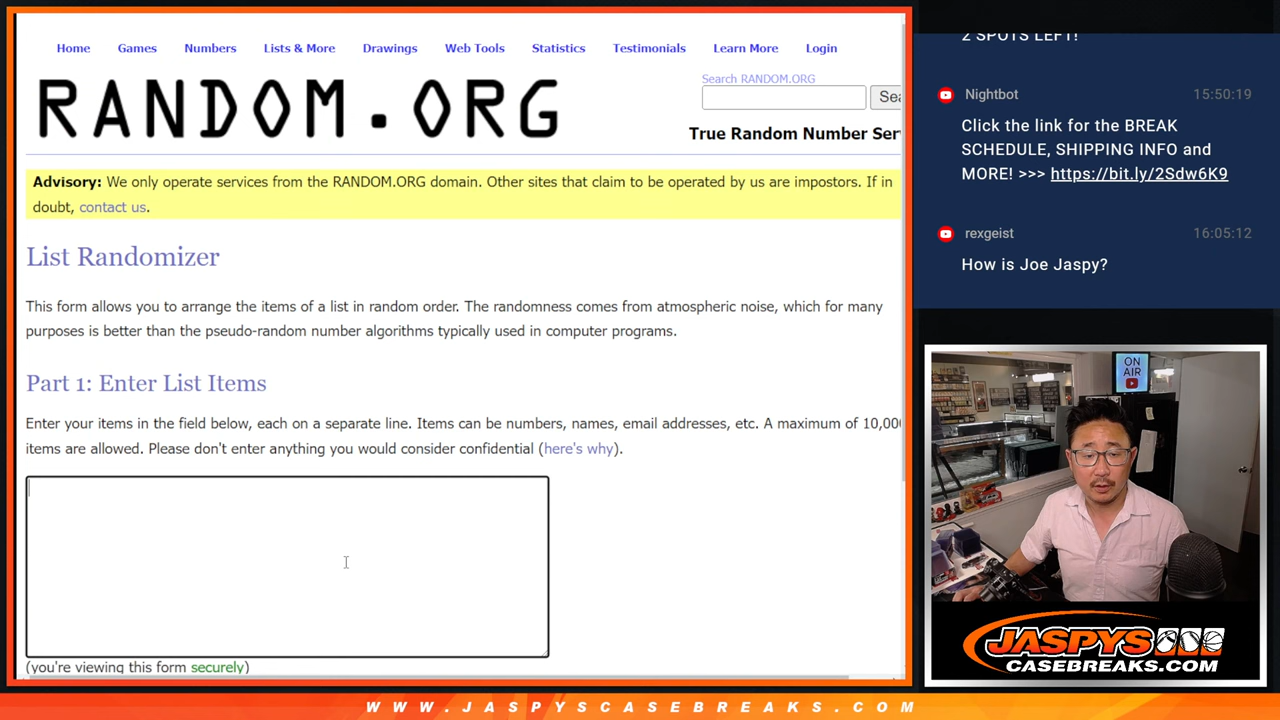 Home Games Numbers Lists & More Drawings Web Tools Statistics Testimonials Learn More Login
RANDOM.ORG
Search RANDOM.ORG
Sea
True Random Number Ser
Advisory: We only operate services from the RANDOM.ORG domain. Other sites that claim to be operated by us are impostors. If in
doubt, contact us.
List Randomizer
This form allows you to arrange the items of a list in random order. The randomness comes from atmospheric noise, which for many
purposes is better than the pseudo-random number algorithms typically used in computer programs.
Part 1: Enter List Items
Enter your items in the field below, each on a separate line. Items can be numbers, names, email addresses, etc. A maximum of 10,000
items are allowed. Please don't enter anything you would consider confidential (here's why).
(you're viewing this form securely)
2 SPOTS LEFT!
Nightbot 15:50:19
Click the link for the BREAK
SCHEDULE, SHIPPING INFO and
MORE! >>> https://bit.ly/2Sdw6K9
rexgeist 16:05:12
How is Joe Jaspy?
ON
AIR
JASPYS
CASEBREAKS.COM
WWW.JASPYSCASEBREAKS.COM